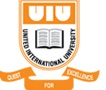 UIU
UNITED INTERNATIONAL UNIVERSITY
QUEST FOR EXCELLENCE